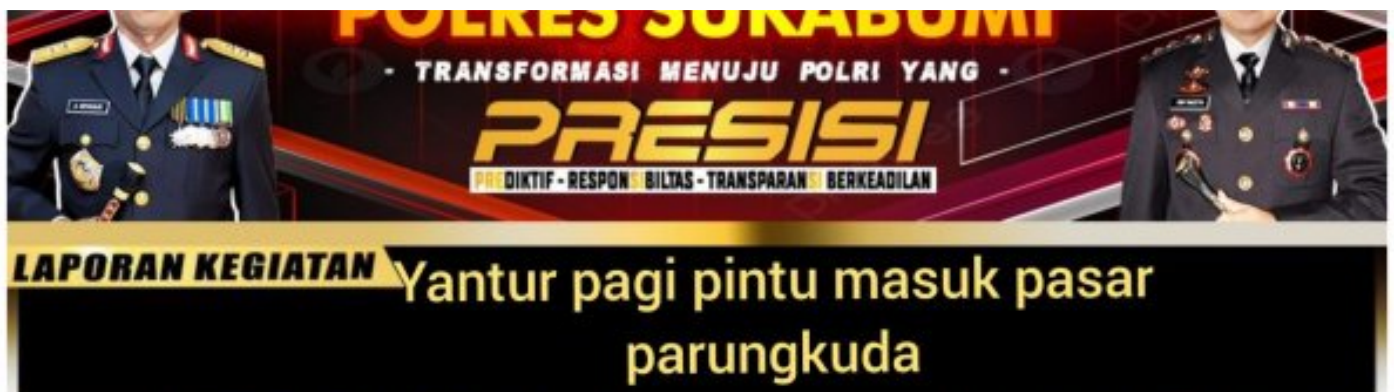 POLRES SUKABUMI
- TRANSFORMASI MENUJU POLRI YANG -
PRESISI
PREDIKTIF - RESPONSIBILTAS - TRANSPARANSI BERKEADILAN
LAPORAN KEGIATAN
Yantur pagi pintu masuk pasar
parungkuda